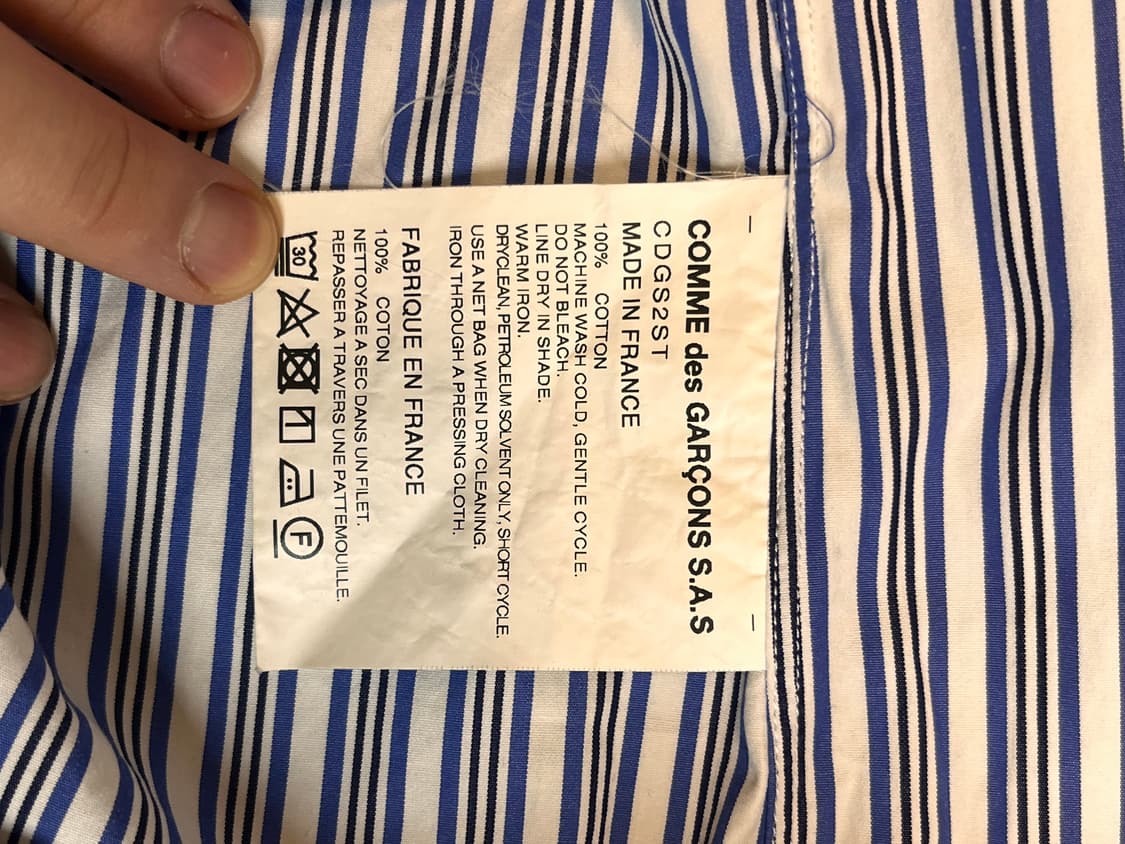 COMME des GARÇONS S.A.S
CDGS2ST
MADE IN FRANCE
100% COTTON
MACHINE WASH COLD, GENTLE CYCLE.
DO NOT BLEACH.
LINE DRY IN SHADE.
WARM IRON.
DRYCLEAN, PETROLEUM SOLVENT ONLY, SHORT CYCLE.
USE A NET BAG WHEN DRY CLEANING.
IRON THROUGH A PRESSING CLOTH.
FABRIQUE EN FRANCE
100% COTON
NETTOYAGE A SEC DANS UN FILET.
REPASSER A TRAVERS UNE PATTEMOUILLE.
30 F